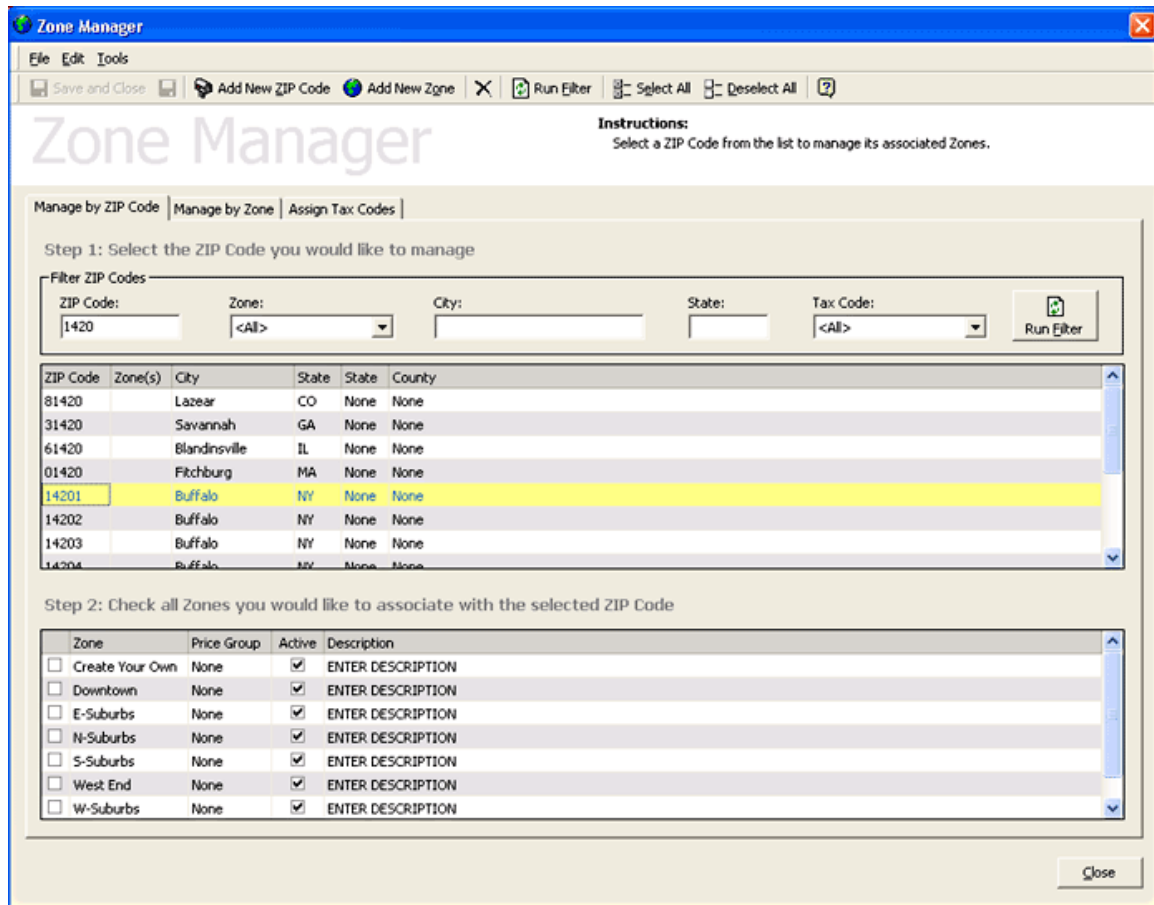 Zone Manager
File Edit Tools
Save and Close Add New ZIP Code Add New Zone Run Filter Select All Deselect All
Zone Manager
Instructions:
Select a ZIP Code from the list to manage its associated Zones.
Manage by ZIP Code Manage by Zone Assign Tax Codes
Step 1: Select the ZIP Code you would like to manage
Filter ZIP Codes
ZIP Code: Zone: City: State: Tax Code:
1420 <All> <All> Run Filter
ZIP Code Zone(s) City State State County
81420 Lazear CO None None
31420 Savannah GA None None
61420 Blandinsville IL None None
01420 Fitchburg MA None None
14201 Buffalo NY None None
14202 Buffalo NY None None
14203 Buffalo NY None None
14204 Buffalo NY None None
Step 2: Check all Zones you would like to associate with the selected ZIP Code
Zone Price Group Active Description
Create Your Own None ENTER DESCRIPTION
Downtown None ENTER DESCRIPTION
E-Suburbs None ENTER DESCRIPTION
N-Suburbs None ENTER DESCRIPTION
S-Suburbs None ENTER DESCRIPTION
West End None ENTER DESCRIPTION
W-Suburbs None ENTER DESCRIPTION
Close